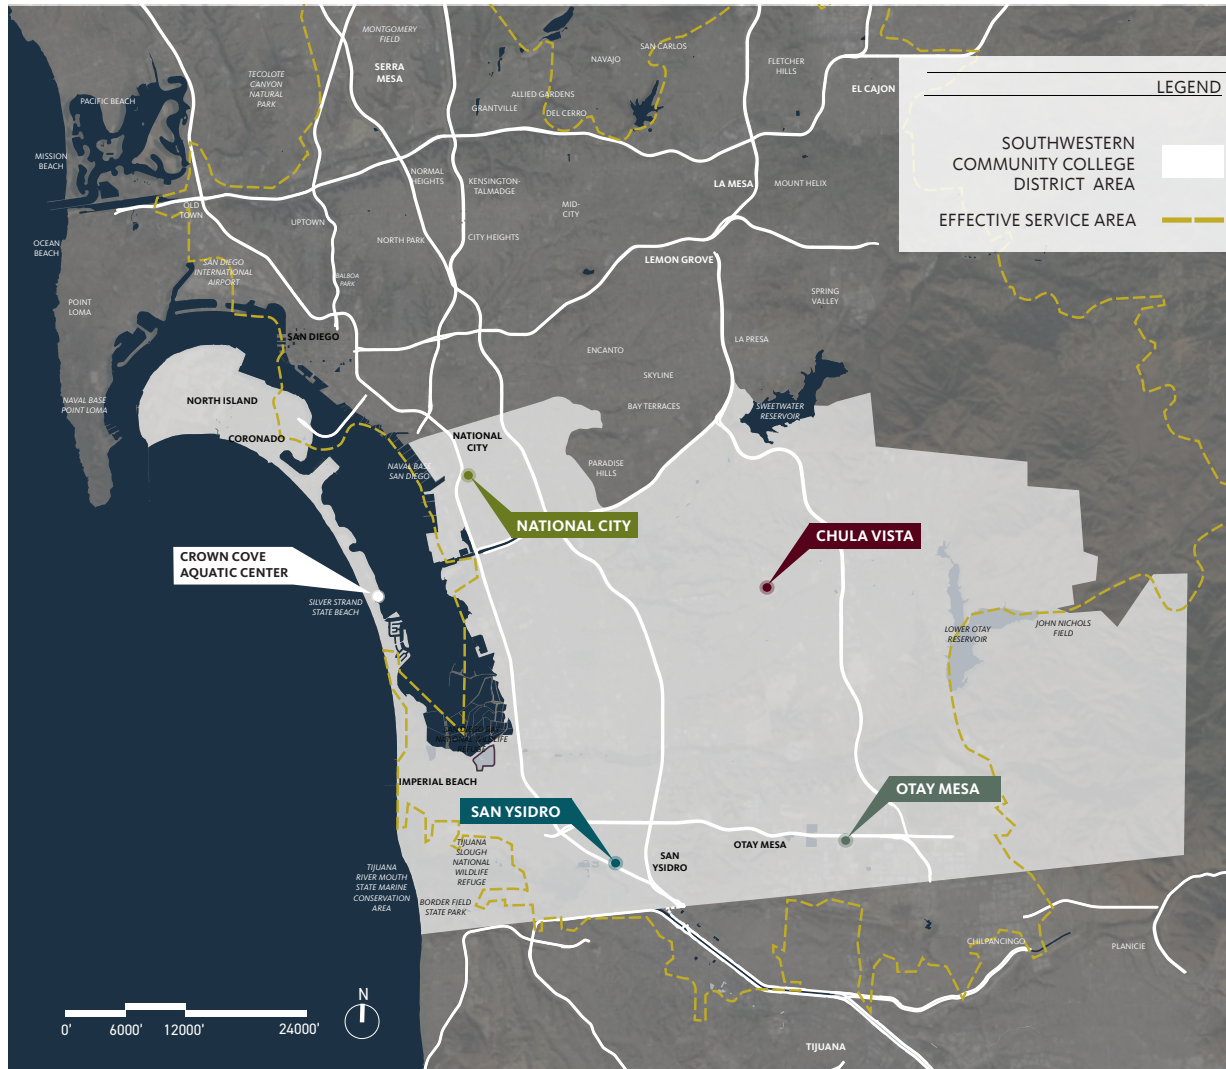 MONTGOMERY
FIELD
SERRA
MESA
TECOLOTE
CANYON
NATURAL
PARK
PACIFIC BEACH
MISSION
BEACH
SAN CARLOS
NAVAJO
ALLIED GARDENS
GRANTVILLE
DEL CERRO
FLETCHER
HILLS
EL CAJON
LEGEND
SOUTHWESTERN
COMMUNITY COLLEGE
DISTRICT AREA
EFFECTIVE SERVICE AREA
NORMAL
HEIGHTS
KENSINGTON-
TALMADGE
LA MESA
MOUNT HELIX
MID-
CITY
OLD
TOWN
UPTOWN
NORTH PARK
CITY HEIGHTS
OCEAN
BEACH
LEMON GROVE
SAN DIEGO
INTERNATIONAL
AIRPORT
BALBOA
PARK
POINT
LOMA
SPRING
VALLEY
SAN DIEGO
LA PRESA
ENCANTO
SKYLINE
BAY TERRACES
SWEETWATER
RESERVOIR
NAVAL BASE
POINT LOMA
NORTH ISLAND
CORONADO
NATIONAL
CITY
NAVAL BASE
SAN DIEGO
PARADISE
HILLS
NATIONAL CITY
CHULA VISTA
CROWN COVE
AQUATIC CENTER
SILVER STRAND
STATE BEACH
LOWER OTAY
RESERVOIR
JOHN NICHOLS
FIELD
NATIONAL WILDLIFE
REFUGE
IMPERIAL BEACH
OTAY MESA
SAN YSIDRO
OTAY MESA
SAN
YSIDRO
TIJUANA
SLOUGH
NATIONAL
WILDLIFE
REFUGE
TIJUANA
RIVER MOUTH
STATE MARINE
CONSERVATION
AREA
BORDER FIELD
STATE PARK
CHILPANCINGO
PLANICIE
N
0' 6000' 12000' 24000'
TIJUANA